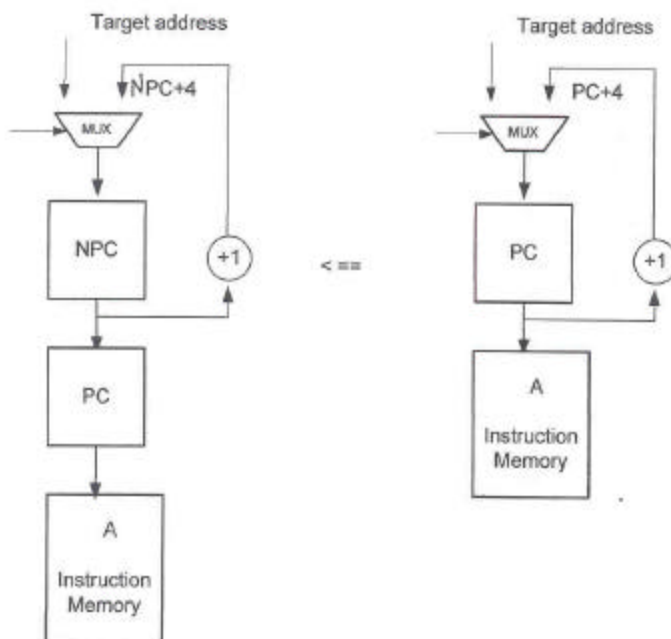 Target address
NPC+4
MUX
NPC
+1
PC
A
Instruction
Memory
< ==
Target address
PC+4
MUX
PC
+1
A
Instruction
Memory